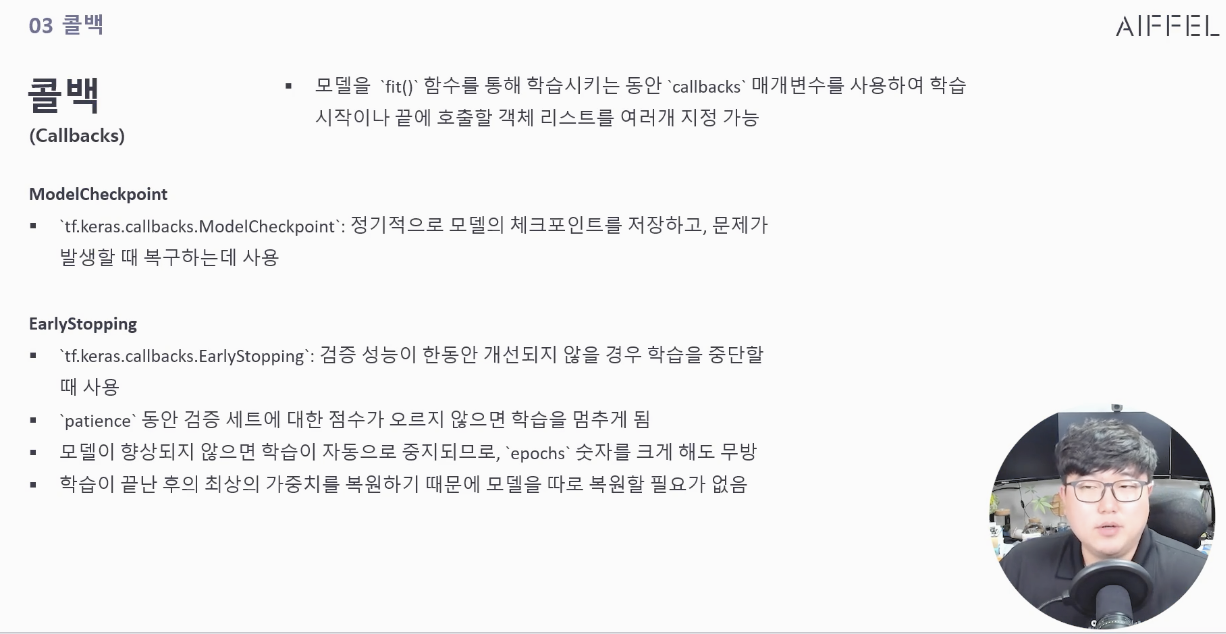 03 콜백
AIFFEL
콜백
(Callbacks)
▪ 모델을 `fit()` 함수를 통해 학습시키는 동안 `callbacks` 매개변수를 사용하여 학습
시작이나 끝에 호출할 객체 리스트를 여러개 지정 가능
ModelCheckpoint
▪ `tf.keras.callbacks.ModelCheckpoint`: 정기적으로 모델의 체크포인트를 저장하고, 문제가
발생할 때 복구하는데 사용
EarlyStopping
▪ `tf.keras.callbacks.EarlyStopping`: 검증 성능이 한동안 개선되지 않을 경우 학습을 중단할
때 사용
▪ `patience` 동안 검증 세트에 대한 점수가 오르지 않으면 학습을 멈추게 됨
▪ 모델이 향상되지 않으면 학습이 자동으로 중지되므로, `epochs` 숫자를 크게 해도 무방
▪ 학습이 끝난 후의 최상의 가중치를 복원하기 때문에 모델을 따로 복원할 필요가 없음